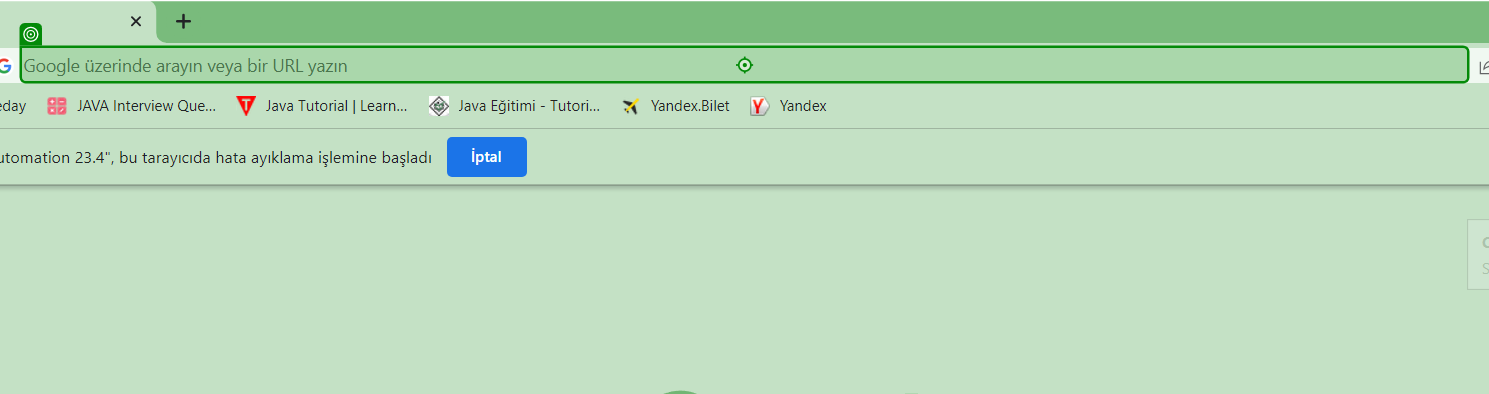 Google üzerinde arayın veya bir URL yazın
eday JAVA Interview Que... Java Tutorial | Learn... Java Eğitimi - Tutori... Yandex.Bilet Yandex
utomation 23.4", bu tarayıcıda hata ayıklama işlemine başladı İptal